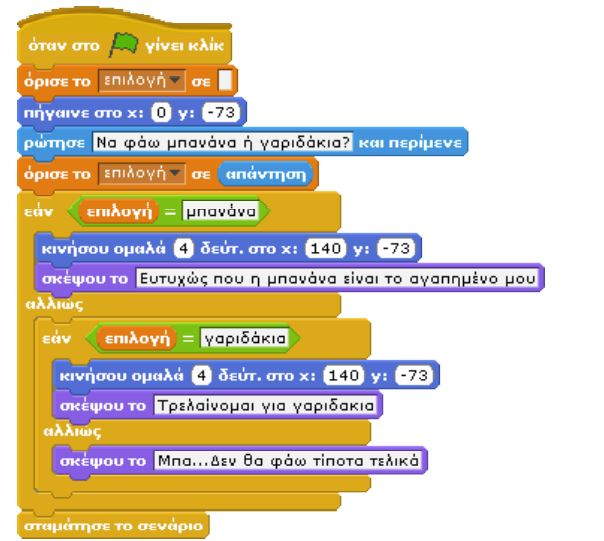 όταν στο γίνει κλίκ
όρισε το επιλογή σε
πήγαινε στο x: 0 y: -73
ρώτησε Να φάω μπανάνα ή γαριδάκια? και περίμενε
όρισε το επιλογή σε απάντηση
εάν επιλογή = μπανάνα
κινήσου ομαλά 4 δεύτ. στο x: 140 y: -73
σκέψου το Ευτυχώς που η μπανάνα είναι το αγαπημένο μου
αλλιώς
εάν επιλογή = γαριδάκια
κινήσου ομαλά 4 δεύτ. στο x: 140 y: -73
σκέψου το Τρελαίνομαι για γαριδακια
αλλιώς
σκέψου το Μπα...Δεν θα φάω τίποτα τελικά
σταμάτησε το σενάριο